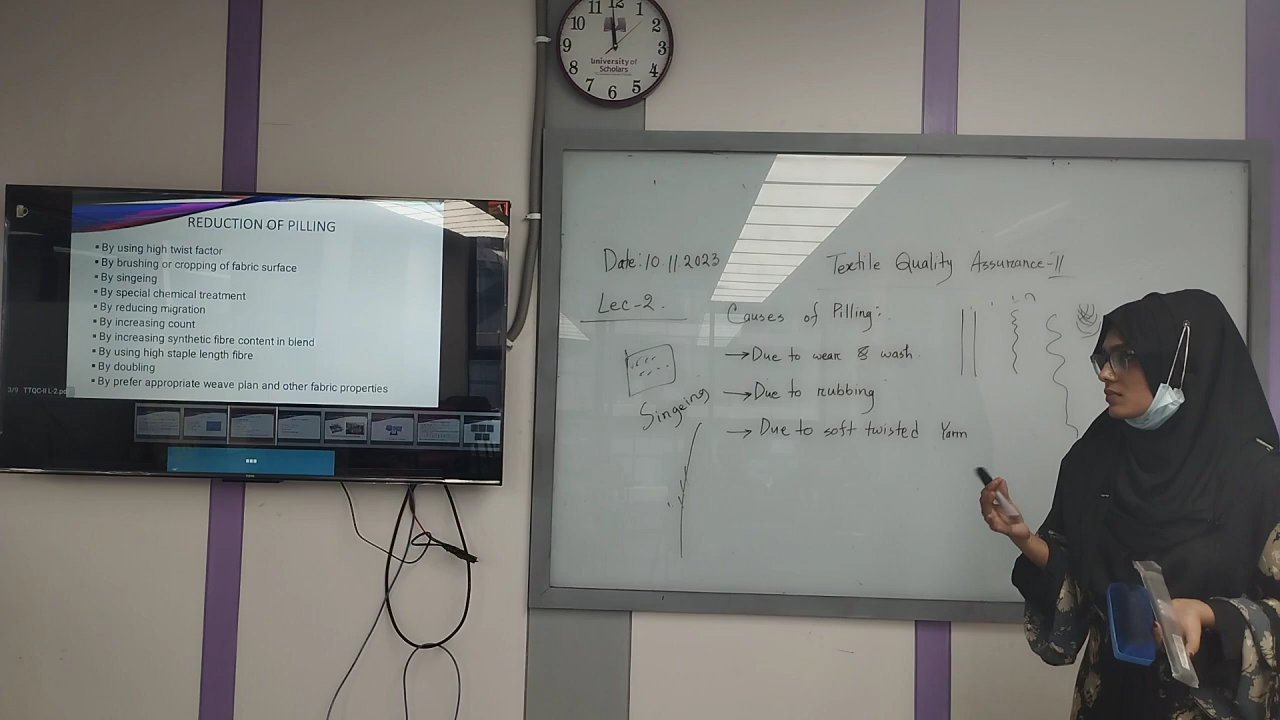 11 12 1
10 2
9 3
8 4
7 6 5
University of
Scholars
REDUCTION OF PILLING
▪ By using high twist factor
▪ By brushing or cropping of fabric surface
▪ By singeing
▪ By special chemical treatment
▪ By reducing migration
▪ By increasing count
▪ By increasing synthetic fibre content in blend
▪ By using high staple length fibre
▪ By doubling
▪ By prefer appropriate weave plan and other fabric properties
Date: 10.11.2023
Textile Quality Assurance-II
Lec-2.
Causes of Pilling:
→ Due to wear & wash.
→ Due to rubbing
→ Due to soft twisted Yarn
Singeing